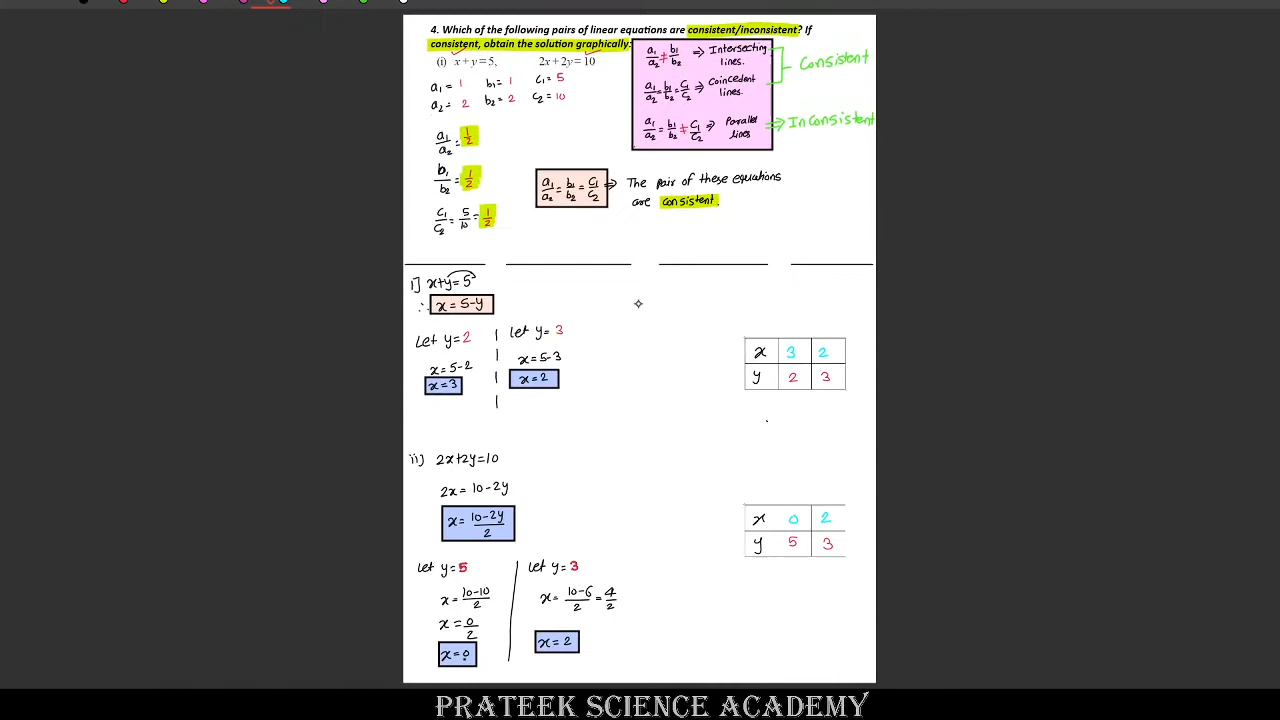 4. Which of the following pairs of linear equations are consistent/inconsistent? If
consistent, obtain the solution graphically:
(i) x + y = 5, 2x + 2y = 10
a₁ = 1 b₁ = 1 c₁ = 5
a₂ = 2 b₂ = 2 c₂ = 10
a₁/a₂ = 1/2
b₁/b₂ = 1/2
c₁/c₂ = 5/10 = 1/2
a₁/a₂ ≠ b₁/b₂ ⇒ Intersecting lines.
a₁/a₂ = b₁/b₂ = c₁/c₂ ⇒ Coincedent lines.
Consistent
a₁/a₂ = b₁/b₂ ≠ c₁/c₂ ⇒ Parallel lines ⇒ Inconsistent
a₁/a₂ = b₁/b₂ = c₁/c₂ ⇒ The pair of these equations
are consistent.
i] x+y = 5
∴ x = 5-y
Let y = 2
x = 5-2
x = 3
let y = 3
x = 5-3
x = 2
x 3 2
y 2 3
ii) 2x+2y = 10
2x = 10-2y
x = 10-2y/2
let y = 5
x = 10-10/2
x = 0/2
x = 0
let y = 3
x = 10-6/2 = 4/2
x = 2
x 0 2
y 5 3
PRATEEK SCIENCE ACADEMY